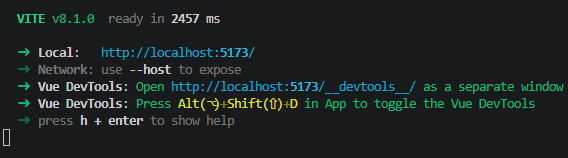 VITE v8.1.0 ready in 2457 ms
➜ Local: http://localhost:5173/
➜ Network: use --host to expose
➜ Vue DevTools: Open http://localhost:5173/__devtools__/ as a separate window
➜ Vue DevTools: Press Alt(⌥)+Shift(⇧)+D in App to toggle the Vue DevTools
➜ press h + enter to show help